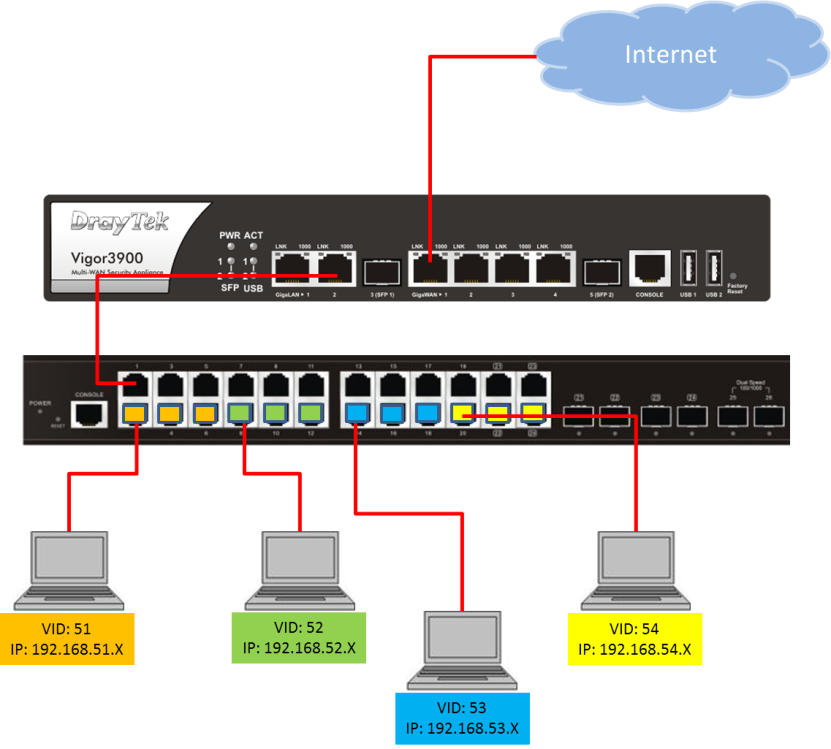 Internet
DrayTek
Vigor3900
Multi-WAN Security Appliance
PWR ACT
1 1
SFP USB
LNK 1000 LNK 1000
GigaLAN ▸ 1 2 3 (SFP 1)
LNK 1000 LNK 1000 LNK 1000 LNK 1000
GigaWAN ▸ 1 2 3 4 5 (SFP 2)
CONSOLE USB 1 USB 2
Factory
Reset
1 3 5 7 9 11 13 15 17 19 21 23
POWER
RESET
CONSOLE
4 6 8 10 12 14 16 18 20 22 24
21 22 23 24
Dual Speed
100/1000
25 26
VID: 51
IP: 192.168.51.X
VID: 52
IP: 192.168.52.X
VID: 54
IP: 192.168.54.X
VID: 53
IP: 192.168.53.X